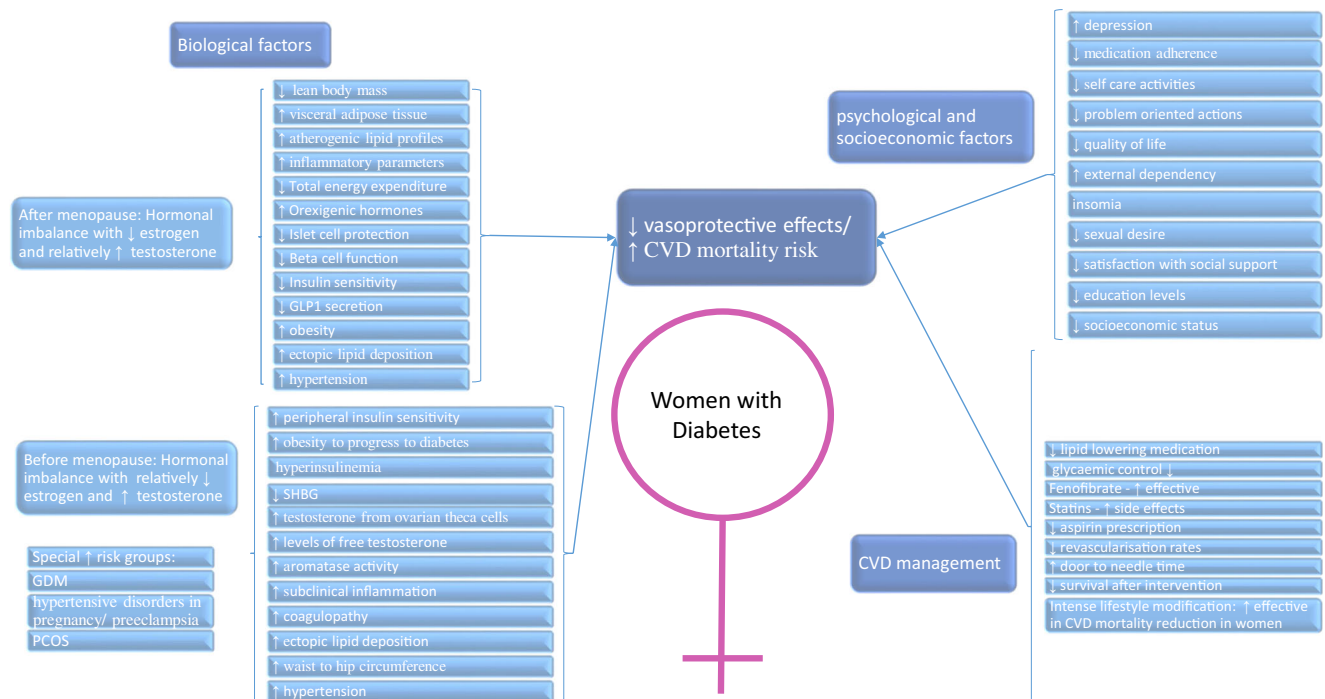 Biological factors
↓ lean body mass
↑ visceral adipose tissue
↑ atherogenic lipid profiles
↑ inflammatory parameters
↓ Total energy expenditure
↑ Orexigenic hormones
↓ Islet cell protection
↓ Beta cell function
↓ Insulin sensitivity
↓ GLP1 secretion
↑ obesity
↑ ectopic lipid deposition
↑ hypertension
After menopause: Hormonal
imbalance with ↓ estrogen
and relatively ↑ testosterone
Before menopause: Hormonal
imbalance with relatively ↓
estrogen and ↑ testosterone
Special ↑ risk groups:
GDM
hypertensive disorders in
pregnancy/ preeclampsia
PCOS
↑ peripheral insulin sensitivity
↑ obesity to progress to diabetes
hyperinsulinemia
↓ SHBG
↑ testosterone from ovarian theca cells
↑ levels of free testosterone
↑ aromatase activity
↑ subclinical inflammation
↑ coagulopathy
↑ ectopic lipid deposition
↑ waist to hip circumference
↑ hypertension
↓ vasoprotective effects/
↑ CVD mortality risk
Women with
Diabetes
psychological and
socioeconomic factors
↑ depression
↓ medication adherence
↓ self care activities
↓ problem oriented actions
↓ quality of life
↑ external dependency
insomia
↓ sexual desire
↓ satisfaction with social support
↓ education levels
↓ socioeconomic status
CVD management
↓ lipid lowering medication
glycaemic control ↓
Fenofibrate - ↑ effective
Statins - ↑ side effects
↓ aspirin prescription
↓ revascularisation rates
↑ door to needle time
↓ survival after intervention
Intense lifestyle modification: ↑ effective
in CVD mortality reduction in women